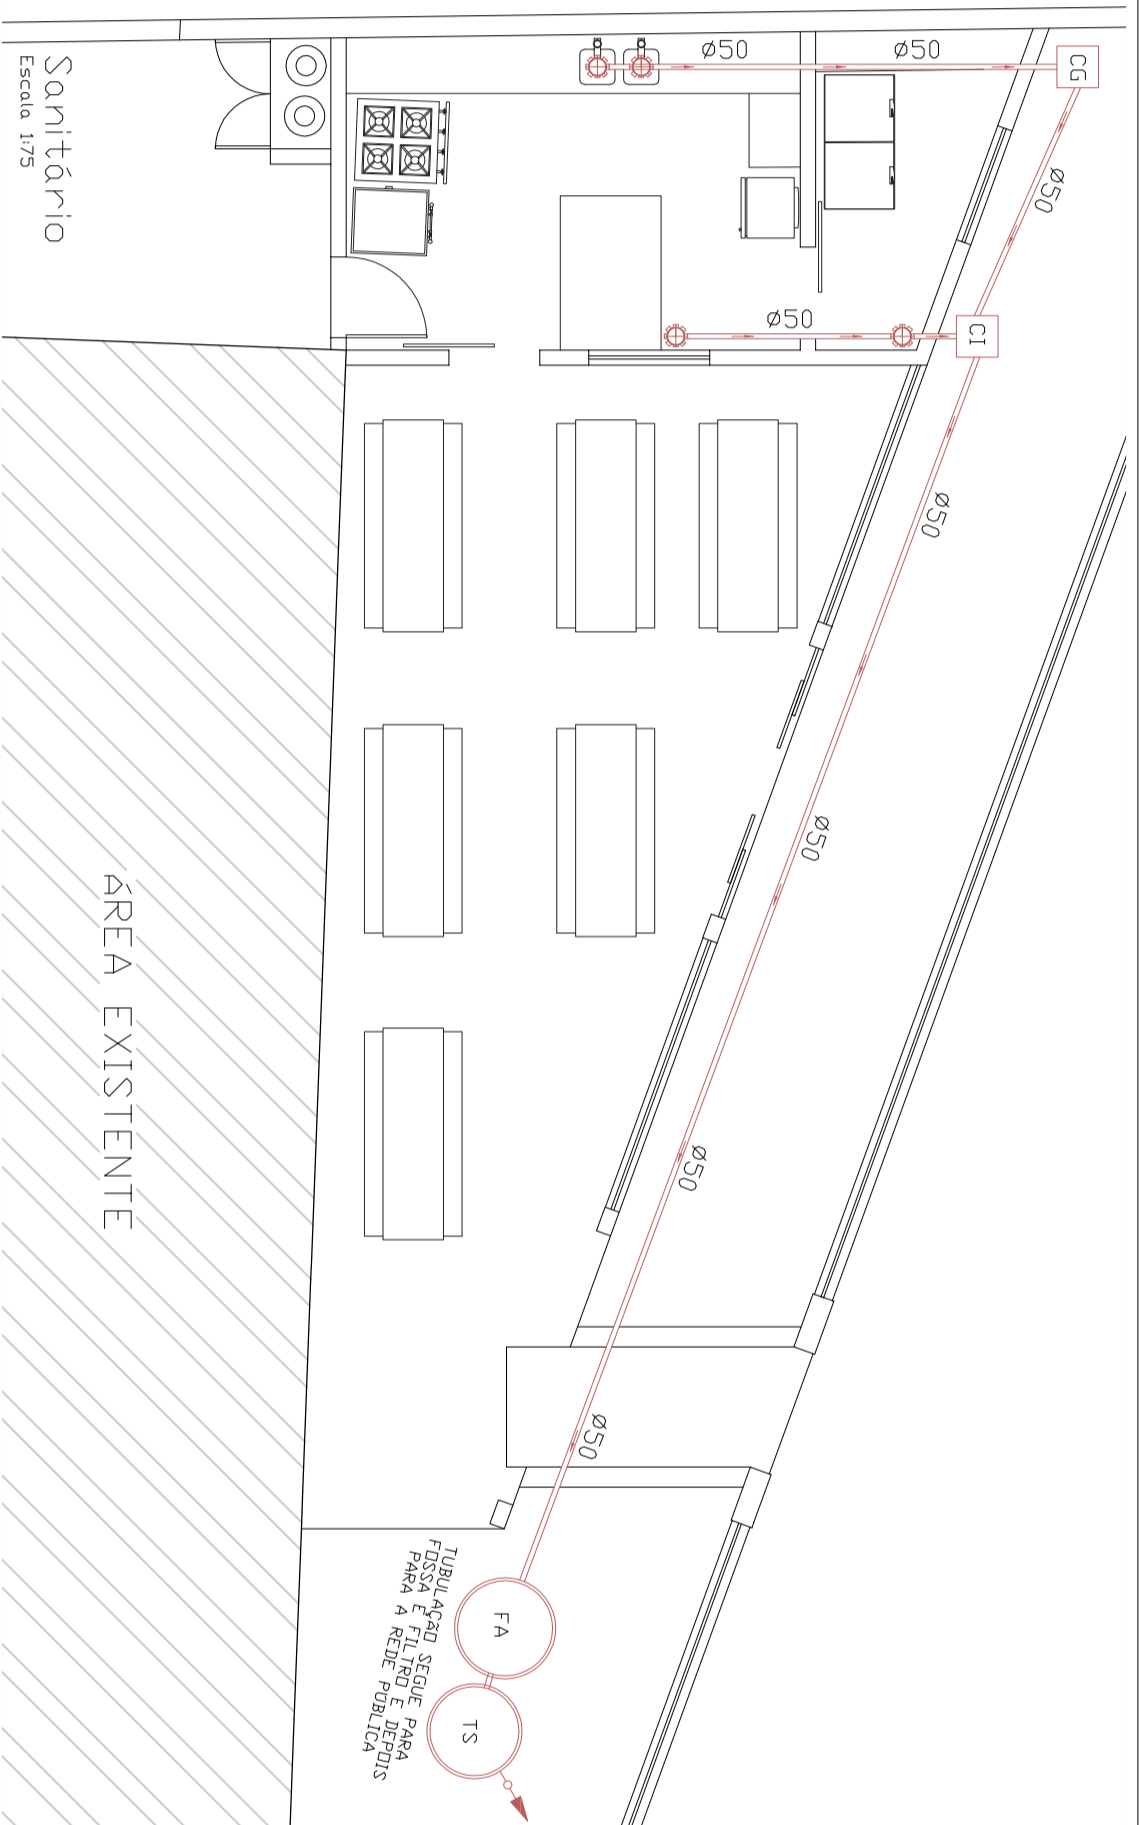 Sanitário
Escala 1:75
ø50
ø50
CG
ø50
ø50
CI
ø50
ø50
ø50
ø50
ÁREA EXISTENTE
FA
TS
TUBULAÇÃO SEGUE PARA
FOSSA E FILTRO E DEPOIS
PARA A REDE PÚBLICA